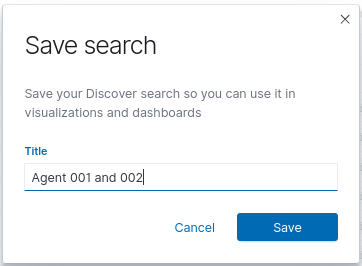 Save search
Save your Discover search so you can use it in
visualizations and dashboards
Title
Agent 001 and 002
Cancel
Save